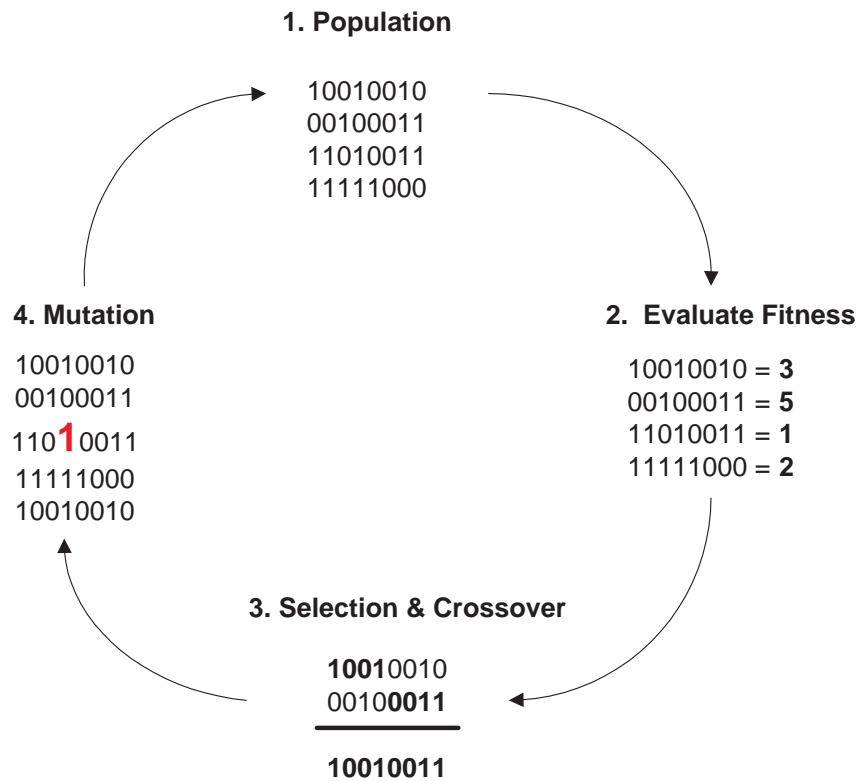 1. Population
10010010
00100011
11010011
11111000
4. Mutation
10010010
00100011
11010011
11111000
10010010
2. Evaluate Fitness
10010010 = 3
00100011 = 5
11010011 = 1
11111000 = 2
3. Selection & Crossover
10010010
00100011
10010011